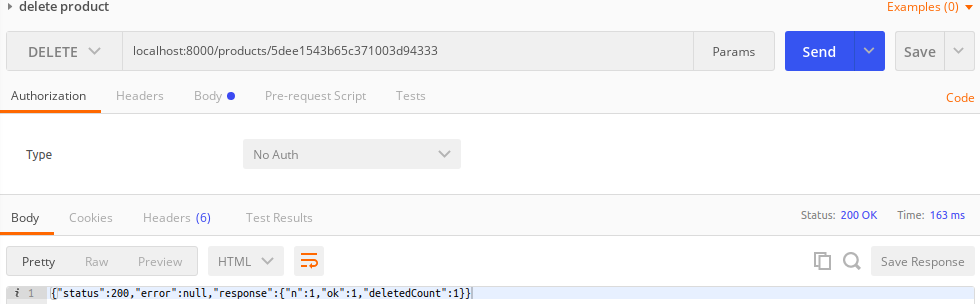 delete product
Examples (0)
DELETE localhost:8000/products/5dee1543b65c371003d94333 Params Send Save
Authorization Headers Body Pre-request Script Tests Code
Type No Auth
Body Cookies Headers (6) Test Results Status: 200 OK Time: 163 ms
Pretty Raw Preview HTML Save Response
i 1 {"status":200,"error":null,"response":{"n":1,"ok":1,"deletedCount":1}}